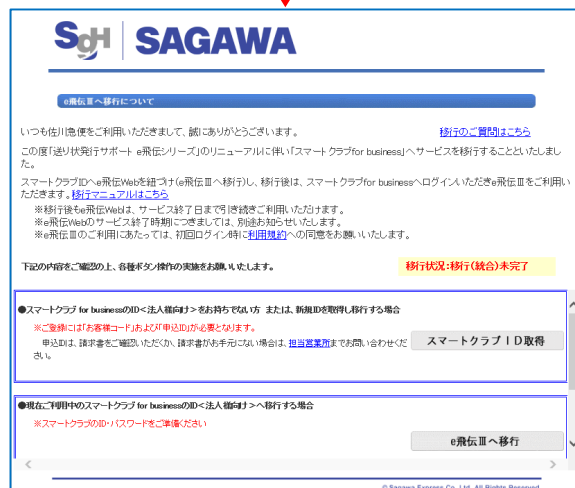 SGH SAGAWA
e飛伝Ⅲへ移行について
いつも佐川急便をご利用いただきまして、誠にありがとうございます。 移行のご質問はこちら
この度「送り状発行サポート e飛伝シリーズ」のリニューアルに伴い「スマートクラブfor business」へサービスを移行することといたしまし
た。
スマートクラブIDへe飛伝Webを紐づけ(e飛伝Ⅲへ移行)し、移行後は、スマートクラブfor businessへログインいただきe飛伝Ⅲをご利用い
ただきます。移行マニュアルはこちら
※移行後もe飛伝Webは、サービス終了日まで引き続きご利用いただけます。
※e飛伝Webのサービス終了時期につきましては、別途お知らせいたします。
※e飛伝Ⅲのご利用にあたっては、初回ログイン時に利用規約への同意をお願いいたします。
下記の内容をご確認の上、各種ボタン操作の実施をお願いいたします。 移行状況:移行(統合)未完了
●スマートクラブ for businessのID<法人様向け>をお持ちでない方 または、新規IDを取得し移行する場合
※ご登録には「お客様コード」および「申込ID」が必要となります。
申込IDは、請求書をご確認いただくか、請求書がお手元にない場合は、担当営業所までお問い合わせくだ
さい。
スマートクラブID取得
●現在ご利用中のスマートクラブ for businessのID<法人様向け>へ移行する場合
※スマートクラブのID・パスワードをご準備ください
e飛伝Ⅲへ移行
© Sagawa Express Co.,Ltd. All Rights Reserved.